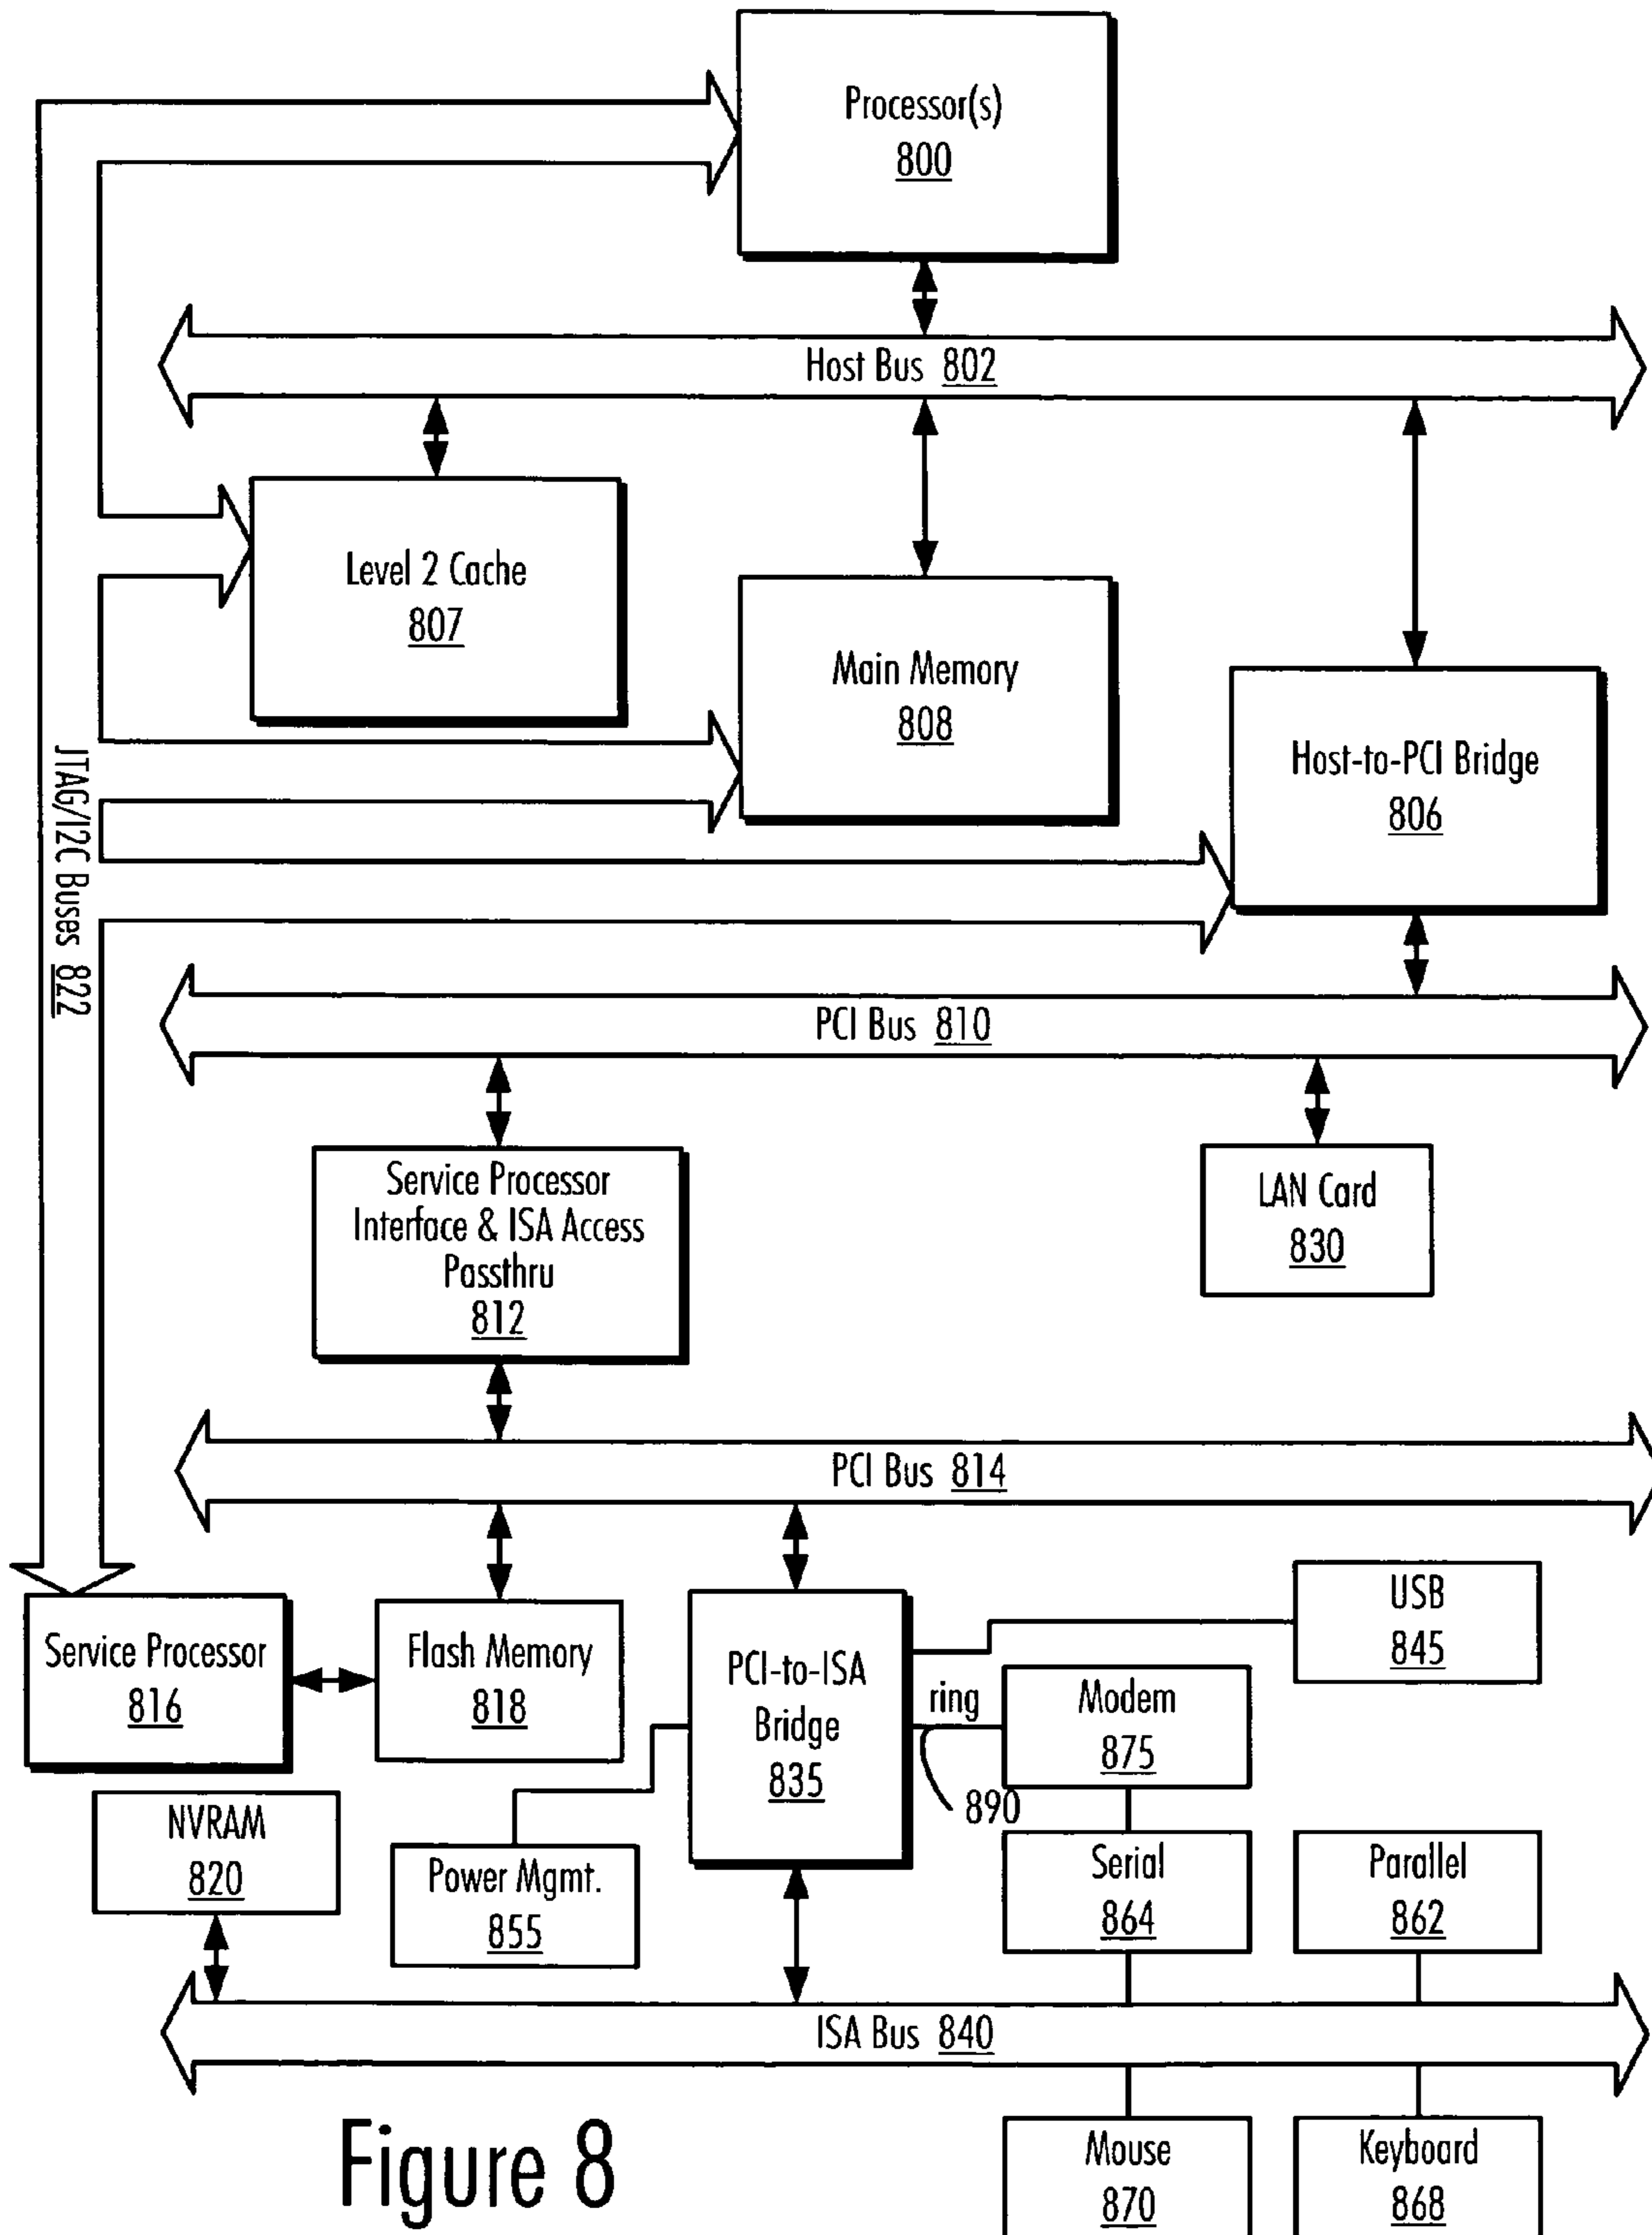 Processor(s)
800
Host Bus 802
Level 2 Cache
807
Main Memory
808
Host-to-PCI Bridge
806
JTAG/I2C Buses 822
PCI Bus 810
Service Processor
Interface & ISA Access
Passthru
812
LAN Card
830
PCI Bus 814
Service Processor
816
Flash Memory
818
PCI-to-ISA
Bridge
835
USB
845
ring
Modem
875
890
NVRAM
820
Power Mgmt.
855
Serial
864
Parallel
862
ISA Bus 840
Figure 8
Mouse
870
Keyboard
868